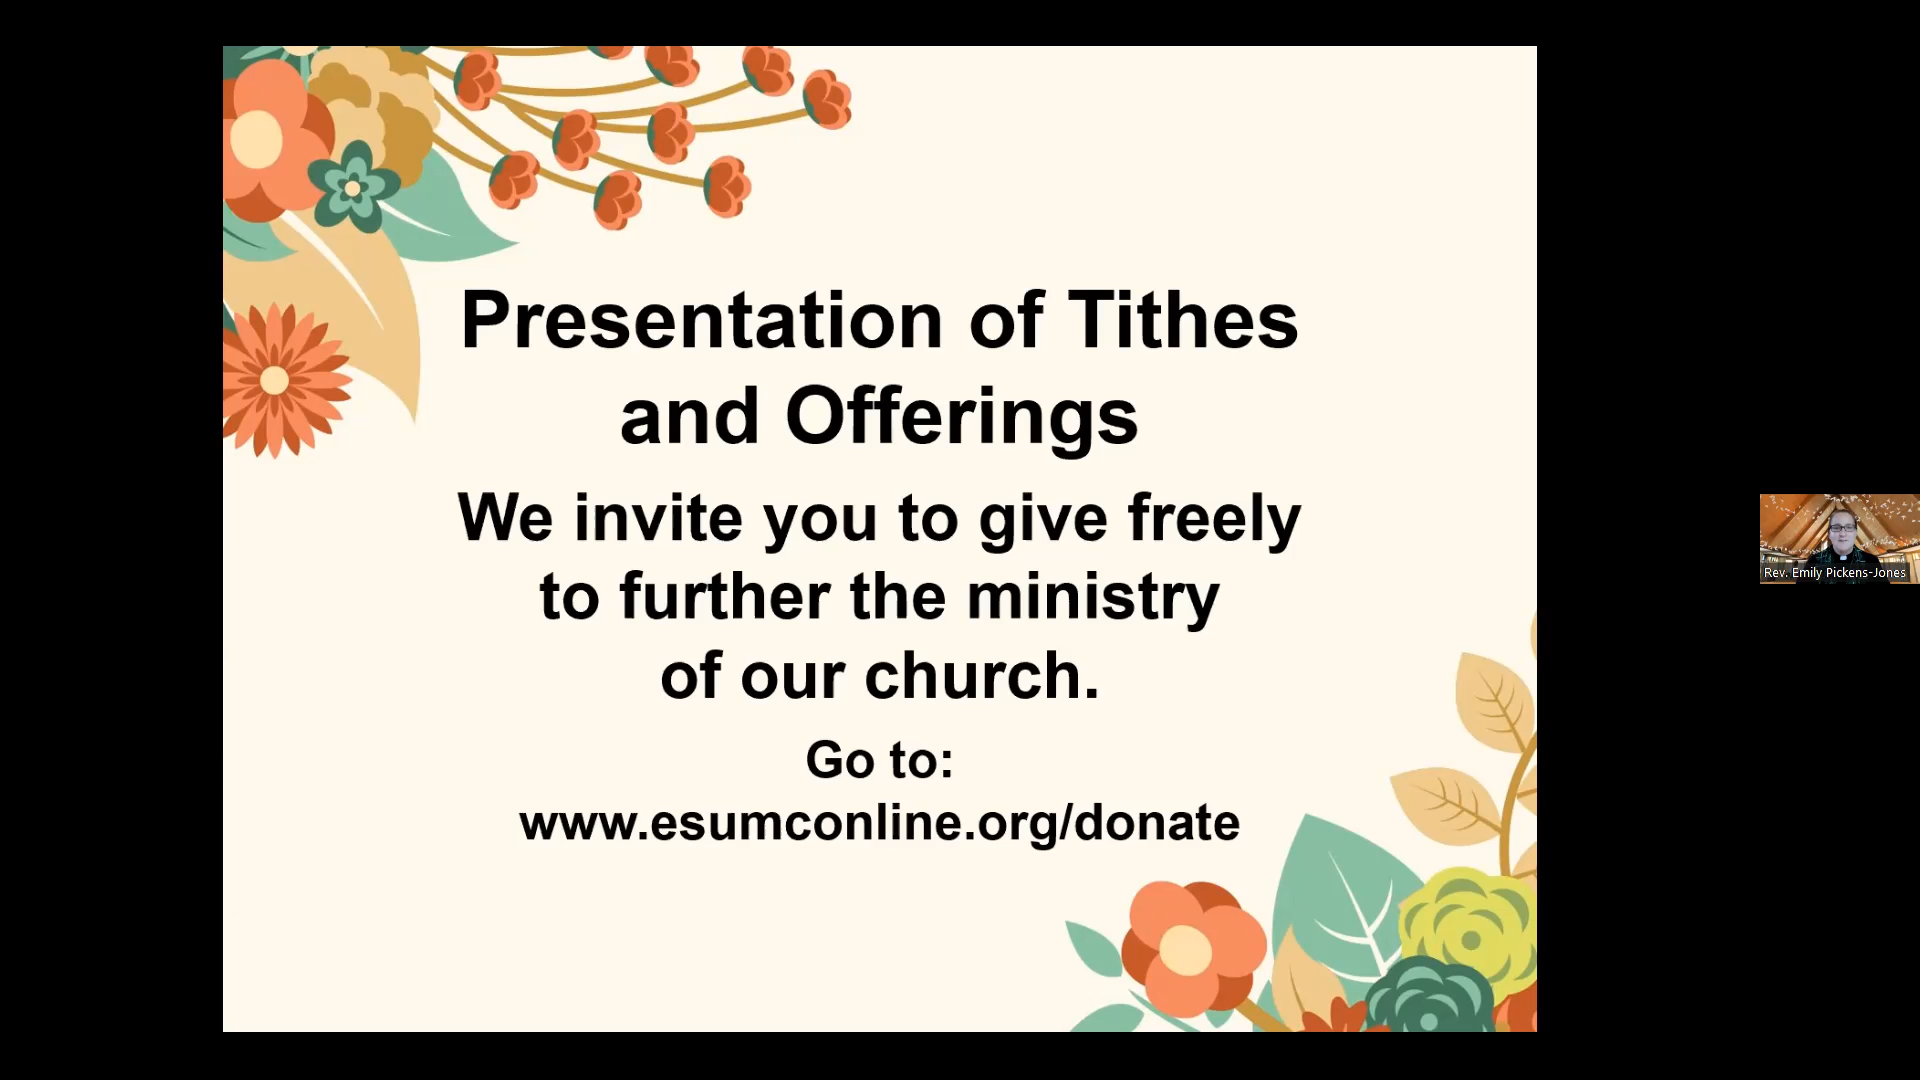 Presentation of Tithes
and Offerings
We invite you to give freely
to further the ministry
of our church.
Go to:
www.esumconline.org/donate
Rev. Emily Pickens-Jones